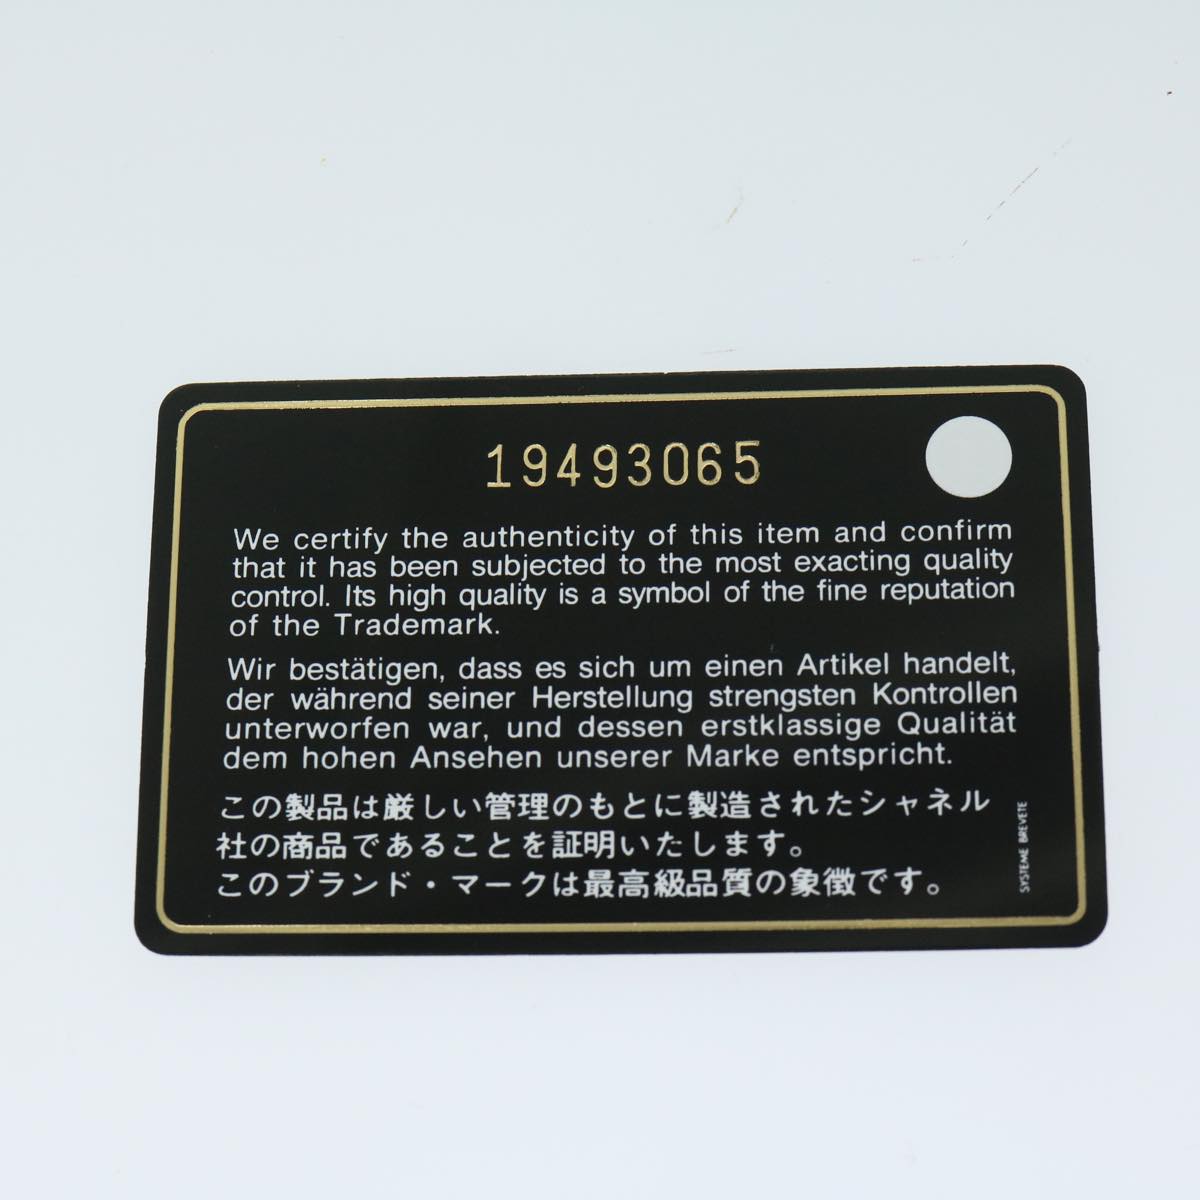 19493065
We certify the authenticity of this item and confirm
that it has been subjected to the most exacting quality
control. Its high quality is a symbol of the fine reputation
of the Trademark.
Wir bestätigen, dass es sich um einen Artikel handelt,
der während seiner Herstellung strengsten Kontrollen
unterworfen war, und dessen erstklassige Qualität
dem hohen Ansehen unserer Marke entspricht.
この製品は厳しい管理のもとに製造されたシャネル
社の商品であることを証明いたします。
このブランド・マークは最高級品質の象徴です。
SYSTEME BREVETE